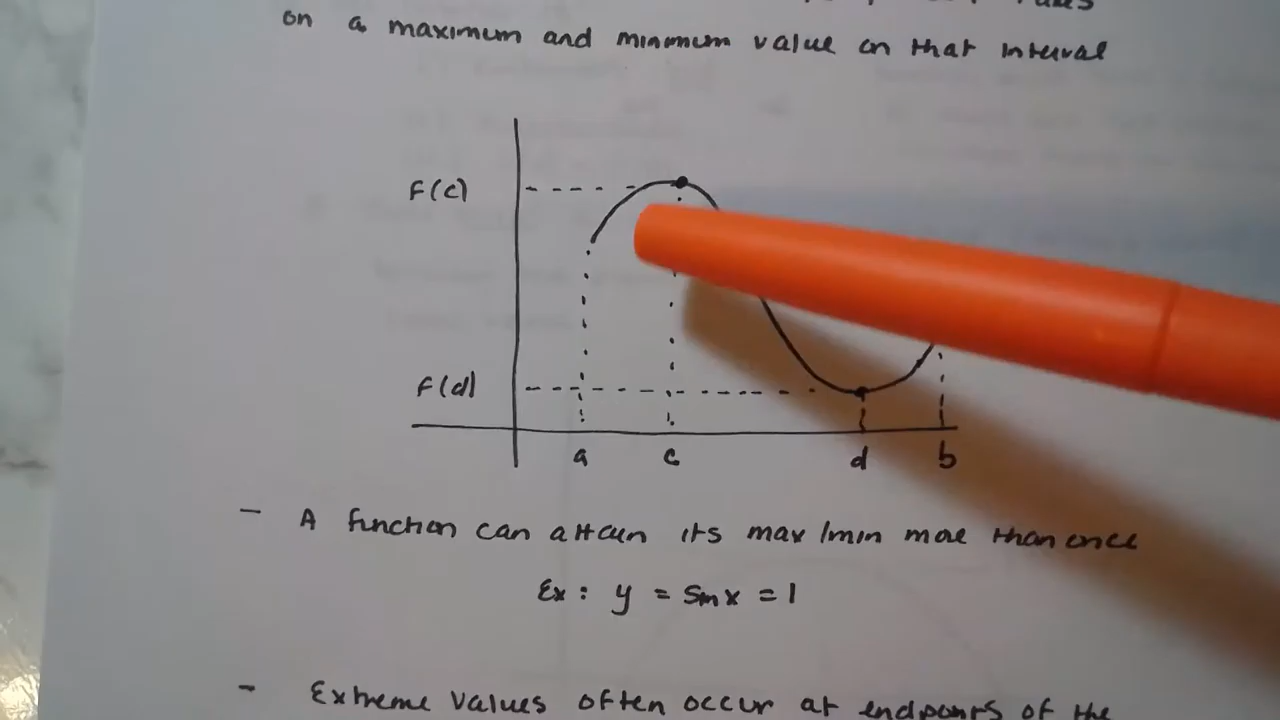 on a maximum and minimum value on that interval
F(c)
F(d)
a c d b
- A function can attain its max/min more than once
Ex: y = sinx = 1
- Extreme values often occur at endpoints of the